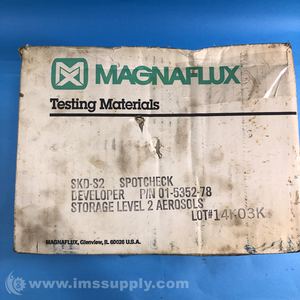 MAGNAFLUX
Testing Materials
SKD-S2 SPOTCHECK
DEVELOPER P/N 01-5352-78
STORAGE LEVEL 2 AEROSOLS
LOT#14K03K
MAGNAFLUX, Glenview, IL 60026 U.S.A.
© www.imssupply.com